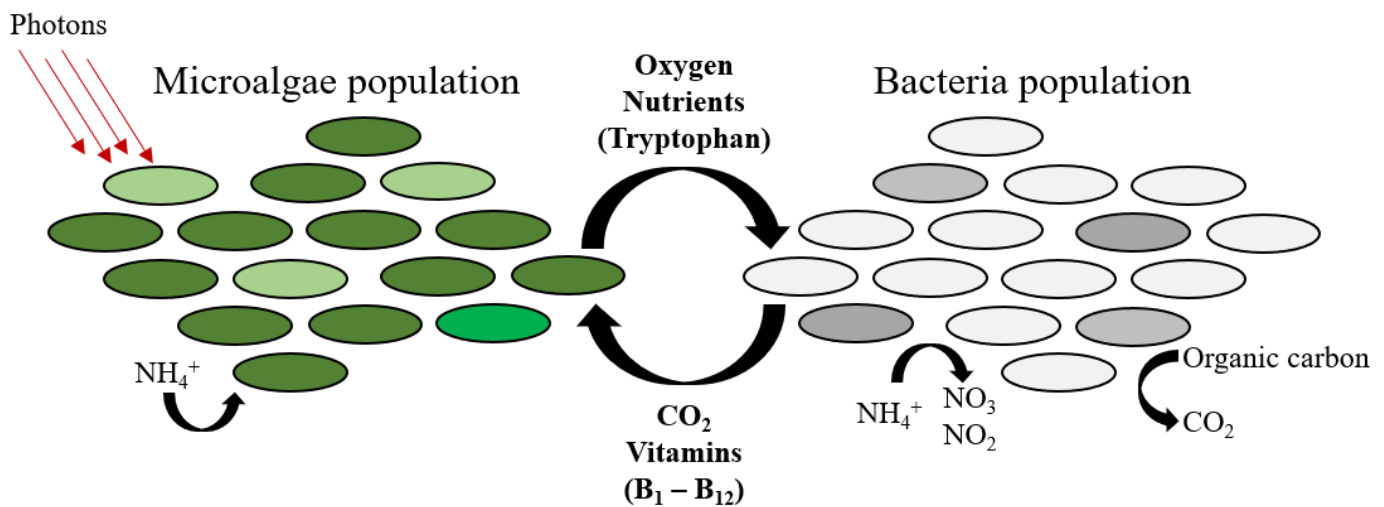 Photons
Microalgae population
Oxygen
Nutrients
(Tryptophan)
Bacteria population
NH₄⁺
CO₂
Vitamins
(B₁ – B₁₂)
NH₄⁺
NO₃
NO₂
Organic carbon
CO₂